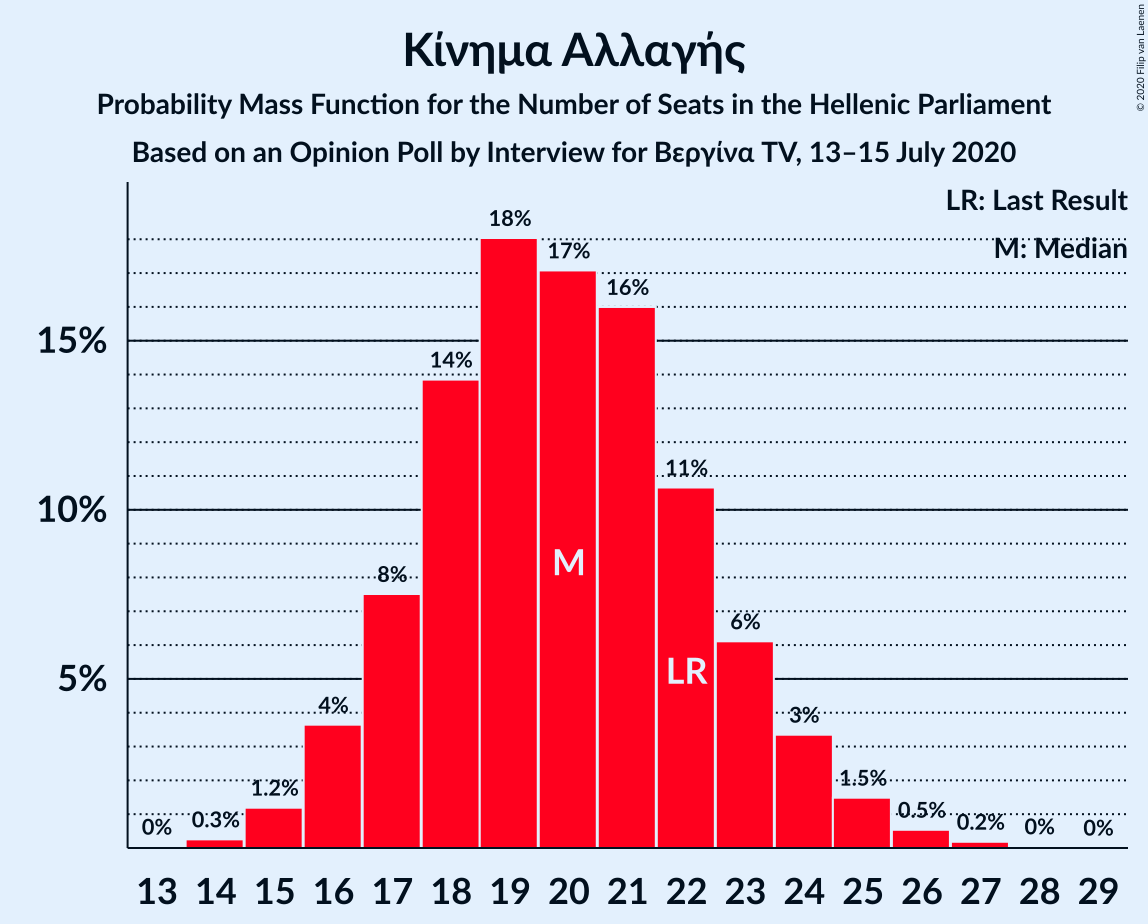 Κίνημα Αλλαγής
Probability Mass Function for the Number of Seats in the Hellenic Parliament
Based on an Opinion Poll by Interview for Βεργίνα TV, 13–15 July 2020
© 2020 Filip van Laenen
LR: Last Result
M: Median
15%
10%
5%
0%
0.3%
1.2%
4%
8%
14%
18%
17%
16%
11%
6%
3%
1.5%
0.5%
0.2%
0%
0%
M
LR
13 14 15 16 17 18 19 20 21 22 23 24 25 26 27 28 29